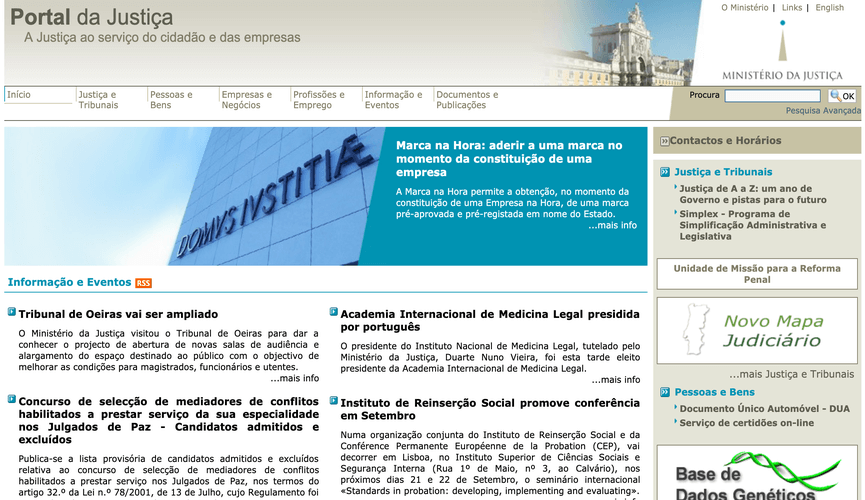 Portal da Justiça
A Justiça ao serviço do cidadão e das empresas
O Ministério | Links | English
MINISTÉRIO DA JUSTIÇA
Início
Justiça e
Tribunais
Pessoas e
Bens
Empresas e
Negócios
Profissões e
Emprego
Informação e
Eventos
Documentos e
Publicações
Procura
OK
Pesquisa Avançada
DOMVS IVSTITIÆ
Marca na Hora: aderir a uma marca no
momento da constituição de uma
empresa
A Marca na Hora permite a obtenção, no momento da
constituição de uma Empresa na Hora, de uma marca
pré-aprovada e pré-registada em nome do Estado.
...mais info
Informação e Eventos RSS
Tribunal de Oeiras vai ser ampliado
O Ministério da Justiça visitou o Tribunal de Oeiras para dar a
conhecer o projecto de abertura de novas salas de audiência e
alargamento do espaço destinado ao público com o objectivo de
melhorar as condições para magistrados, funcionários e utentes.
...mais info
Concurso de selecção de mediadores de conflitos
habilitados a prestar serviço da sua especialidade
nos Julgados de Paz - Candidatos admitidos e
excluídos
Publica-se a lista provisória de candidatos admitidos e excluídos
relativa ao concurso de selecção de mediadores de conflitos
habilitados a prestar serviço nos Julgados de Paz, nos termos do
artigo 32.º da Lei n.º 78/2001, de 13 de Julho, cujo Regulamento foi
Academia Internacional de Medicina Legal presidida
por português
O presidente do Instituto Nacional de Medicina Legal, tutelado pelo
Ministério da Justiça, Duarte Nuno Vieira, foi esta tarde eleito
presidente da Academia Internacional de Medicina Legal.
...mais info
Instituto de Reinserção Social promove conferência
em Setembro
Numa organização conjunta do Instituto de Reinserção Social e da
Conférence Permanente Européenne de la Probation (CEP), vai
decorrer em Lisboa, no Instituto Superior de Ciências Sociais e
Segurança Interna (Rua 1º de Maio, nº 3, ao Calvário), nos
próximos dias 21 e 22 de Setembro, o seminário internacional
«Standards in probation: developing, implementing and evaluating».
Contactos e Horários
Justiça e Tribunais
Justiça de A a Z: um ano de
Governo e pistas para o futuro
Simplex - Programa de
Simplificação Administrativa e
Legislativa
Unidade de Missão para a Reforma
Penal
Novo Mapa
Judiciário
...mais Justiça e Tribunais
Pessoas e Bens
Documento Único Automóvel - DUA
Serviço de certidões on-line
Base de
Dados Genéticos